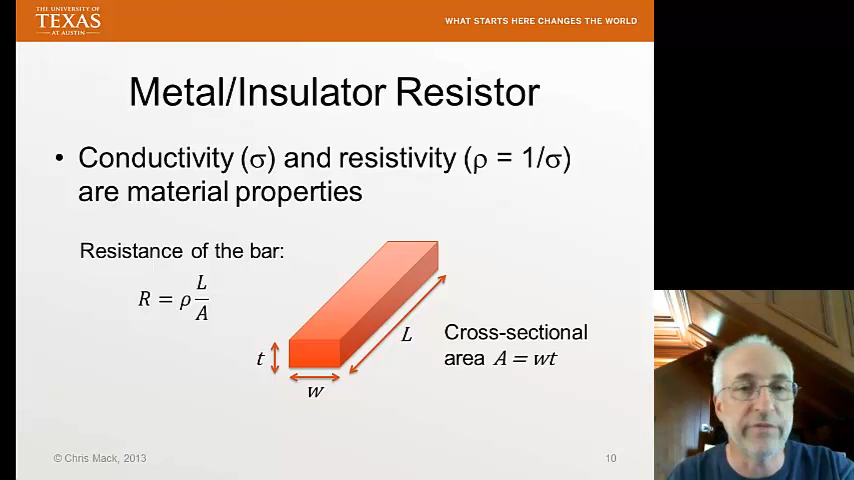 THE UNIVERSITY OF
TEXAS
AT AUSTIN
WHAT STARTS HERE CHANGES THE WORLD
Metal/Insulator Resistor
• Conductivity (σ) and resistivity (ρ = 1/σ)
are material properties
Resistance of the bar:
R = ρ L/A
t
w
L
Cross-sectional
area A = wt
© Chris Mack, 2013
10